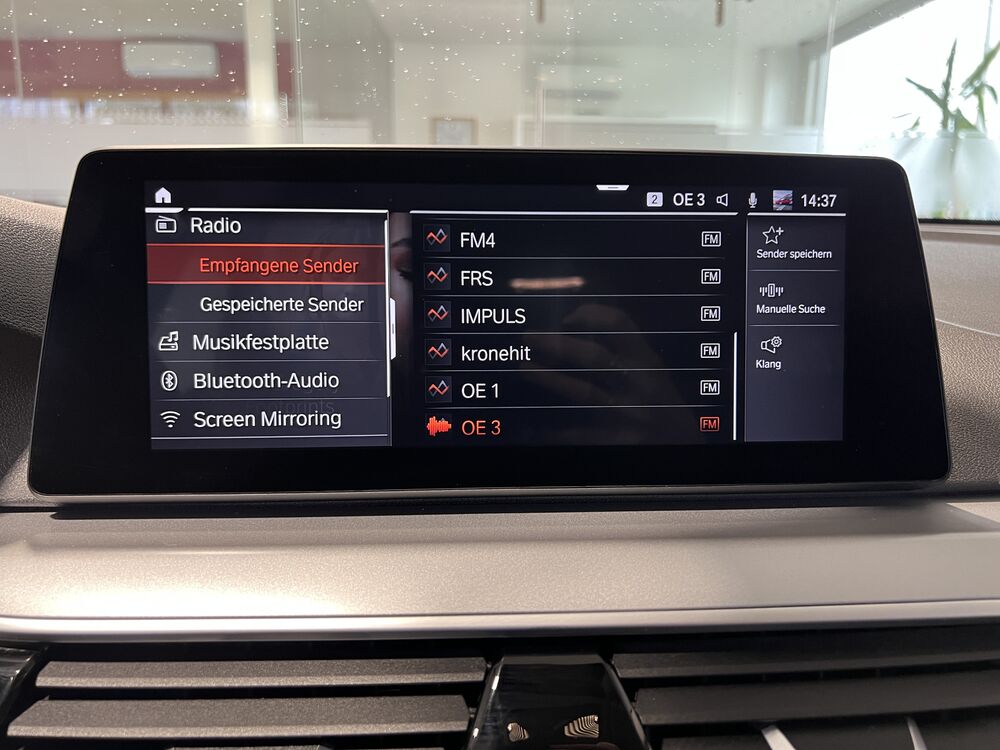 2 OE 3 14:37
Radio
Empfangene Sender
Gespeicherte Sender
Musikfestplatte
Bluetooth-Audio
Screen Mirroring
FM4 FM
FRS FM
IMPULS FM
kronehit FM
OE 1 FM
OE 3 FM
Sender speichern
Manuelle Suche
Klang